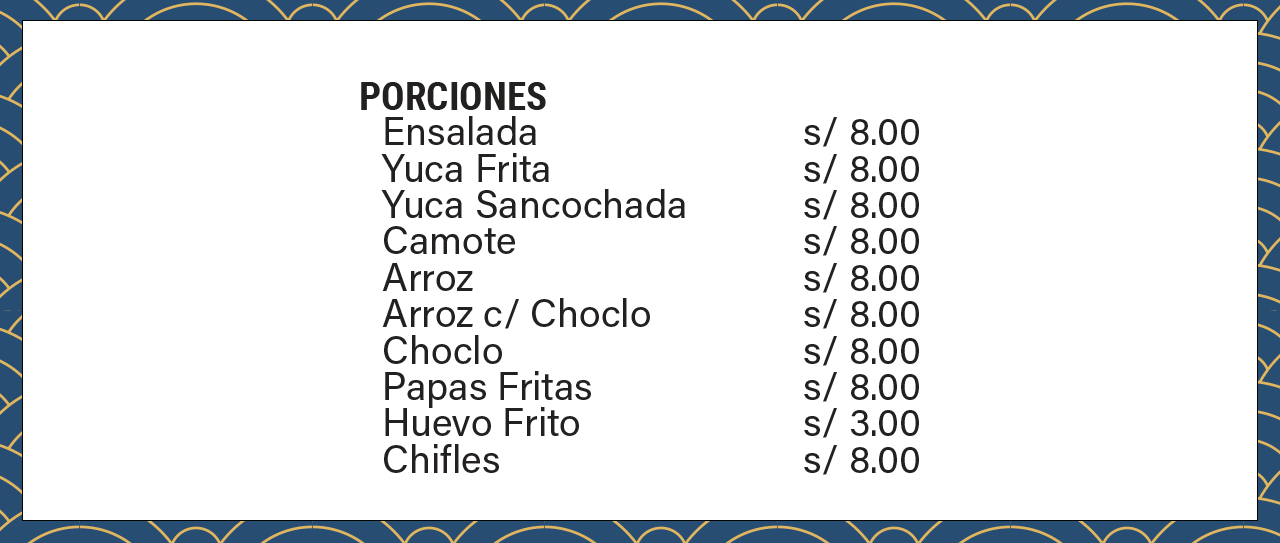 PORCIONES
Ensalada s/ 8.00
Yuca Frita s/ 8.00
Yuca Sancochada s/ 8.00
Camote s/ 8.00
Arroz s/ 8.00
Arroz c/ Choclo s/ 8.00
Choclo s/ 8.00
Papas Fritas s/ 8.00
Huevo Frito s/ 3.00
Chifles s/ 8.00